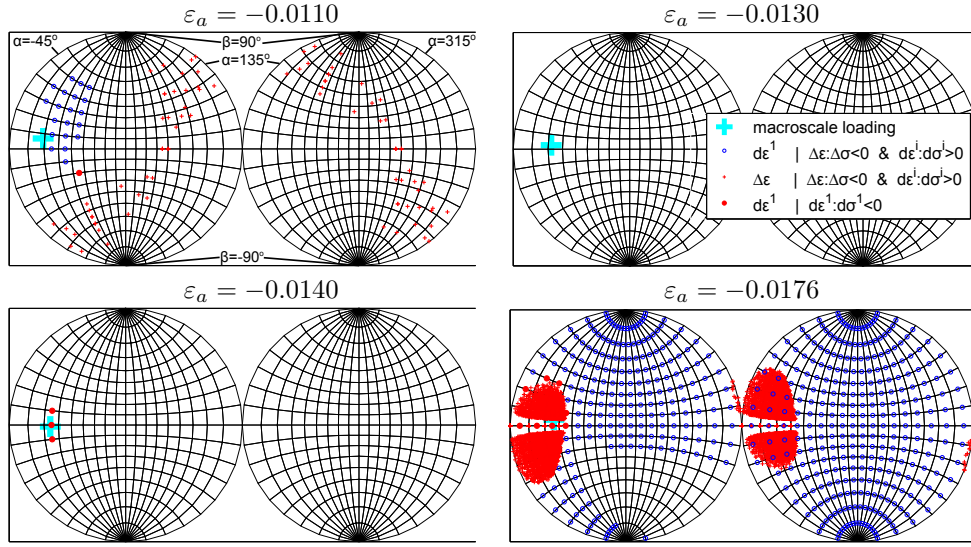 εₐ = −0.0110
εₐ = −0.0130
α=-45° β=90° α=315°
α=135°
β=-90°
macroscale loading
dε¹ | Δε:Δσ<0 & dεⁱ:dσⁱ>0
Δε | Δε:Δσ<0 & dεⁱ:dσⁱ>0
dε¹ | dε¹:dσ¹<0
εₐ = −0.0140
εₐ = −0.0176